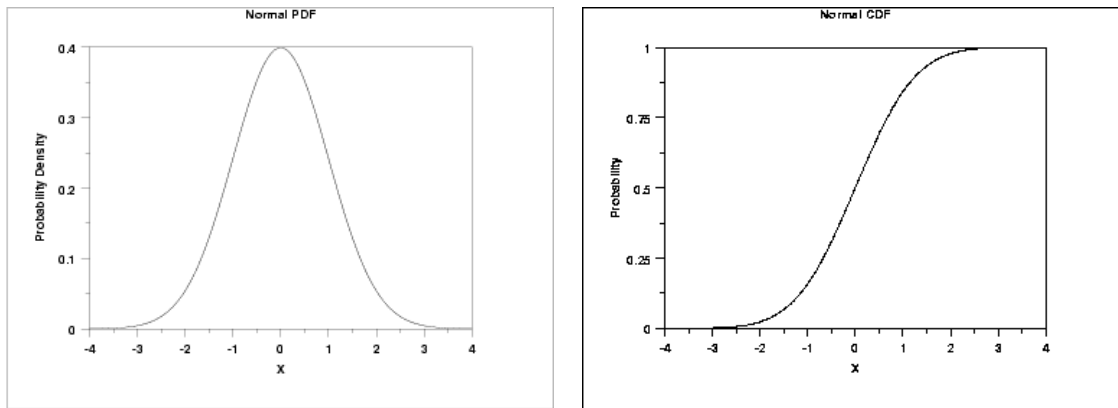 Normal PDF
0.4
0.3
0.2
0.1
0
Probability Density
-4 -3 -2 -1 0 1 2 3 4
X
Normal CDF
1
0.75
0.5
0.25
0
Probability
-4 -3 -2 -1 0 1 2 3 4
X